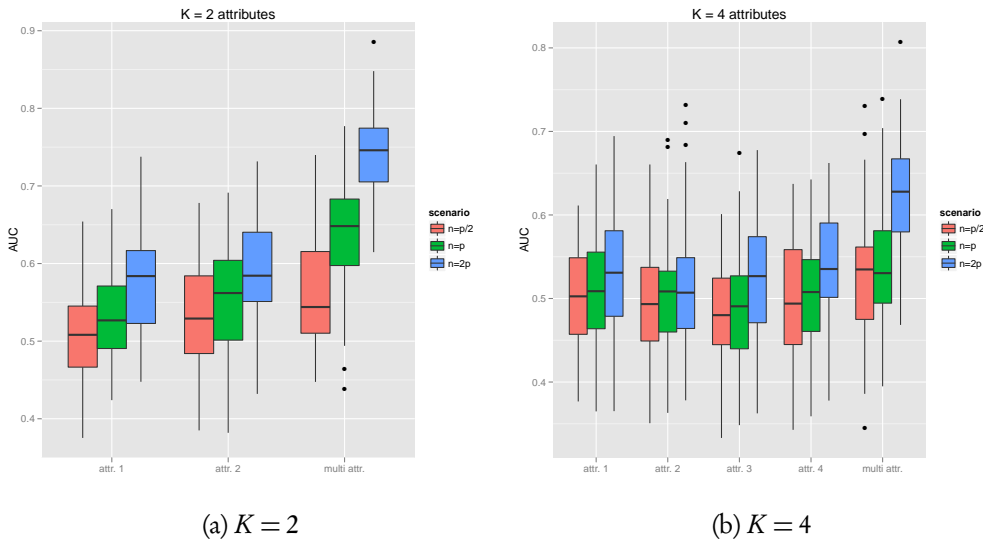 K = 2 attributes
AUC
0.9
0.8
0.7
0.6
0.5
0.4
attr. 1
attr. 2
multi attr.
scenario
n=p/2
n=p
n=2p
(a) K = 2
K = 4 attributes
AUC
0.8
0.7
0.6
0.5
0.4
attr. 1
attr. 2
attr. 3
attr. 4
multi attr.
scenario
n=p/2
n=p
n=2p
(b) K = 4